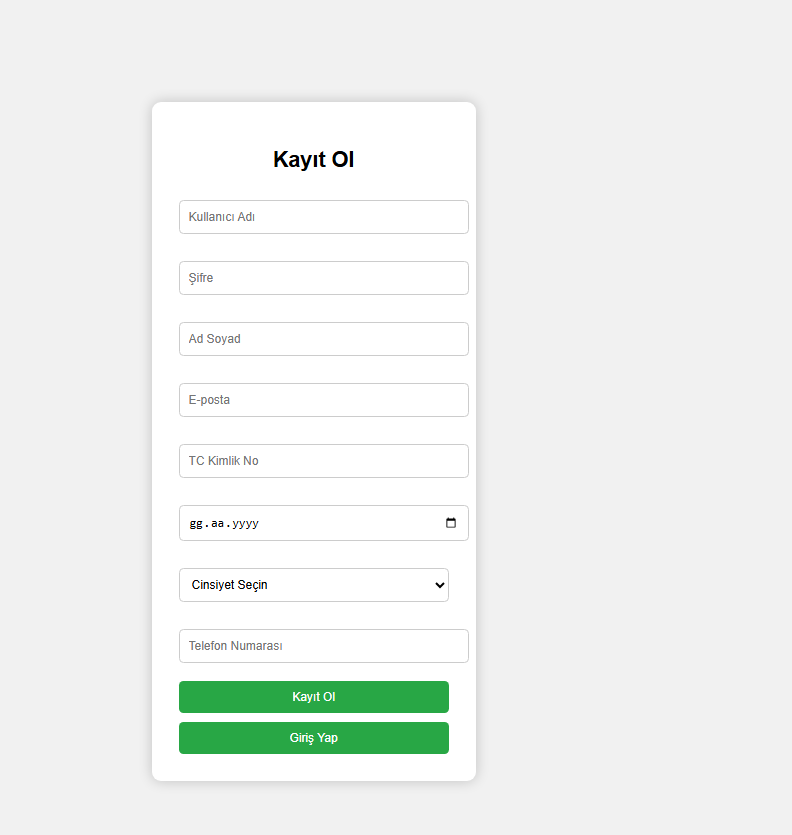 Kayıt Ol
Kullanıcı Adı
Şifre
Ad Soyad
E-posta
TC Kimlik No
gg.aa.yyyy
Cinsiyet Seçin
Telefon Numarası
Kayıt Ol
Giriş Yap